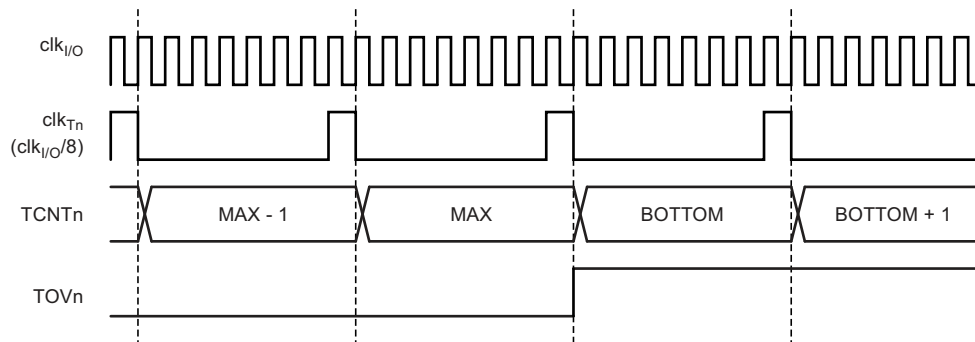 clkI/O
clkTn
(clkI/O/8)
TCNTn MAX - 1 MAX BOTTOM BOTTOM + 1
TOVn